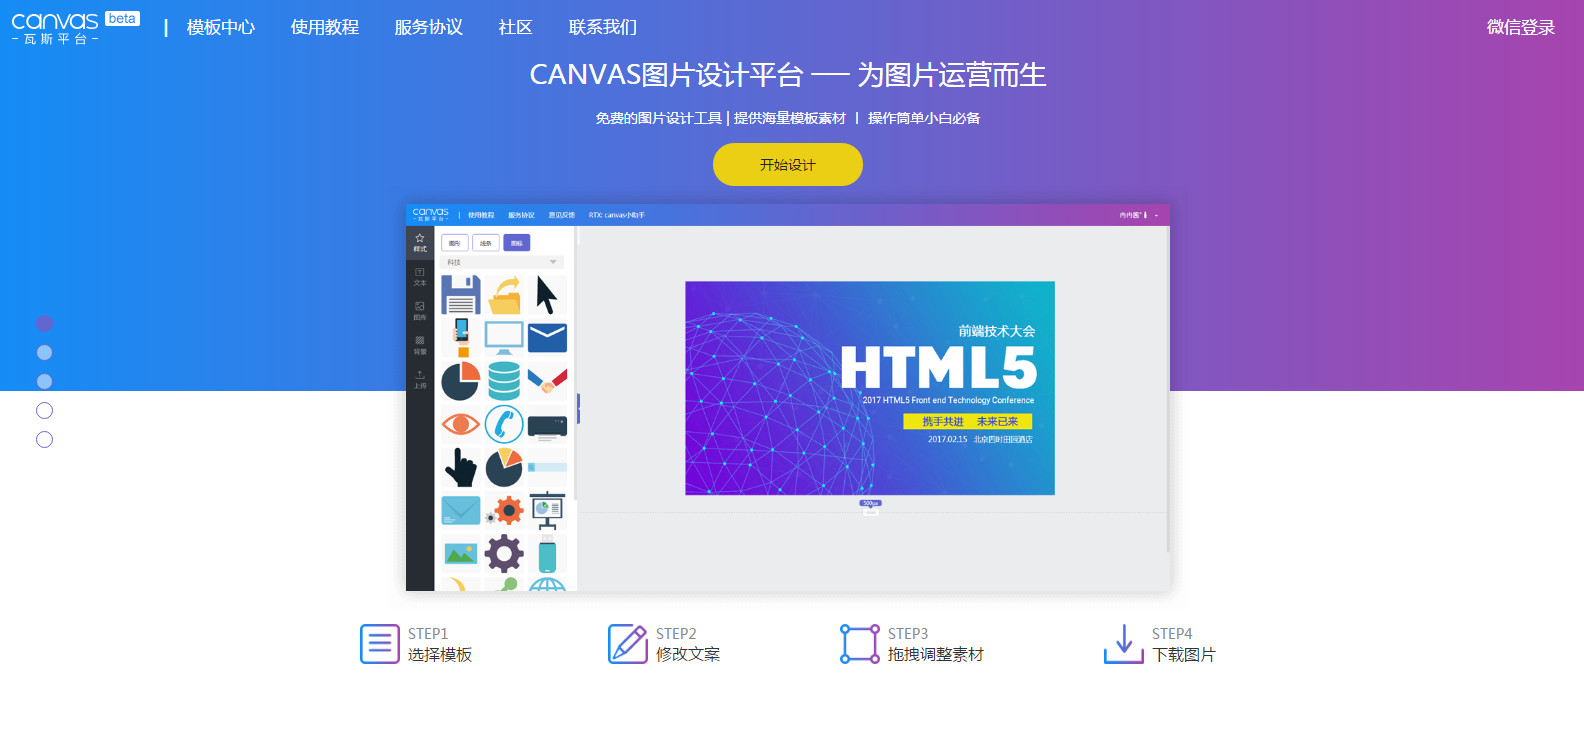 canvas beta
瓦斯平台
模板中心 使用教程 服务协议 社区 联系我们 微信登录
CANVAS图片设计平台 — 为图片运营而生
免费的图片设计工具 | 提供海量模板素材 | 操作简单小白必备
开始设计
canvas
瓦斯平台
使用教程 服务协议 意见反馈 RTX: canvas小助手
样式
图形 线条 图标
科技
文本
图库
背景
上传
前端技术大会
HTML5
2017 HTML5 Front end Technology Conference
携手共进 未来已来
2017.02.15 北京四时田园酒店
500px
STEP1
选择模板
STEP2
修改文案
STEP3
拖拽调整素材
STEP4
下载图片